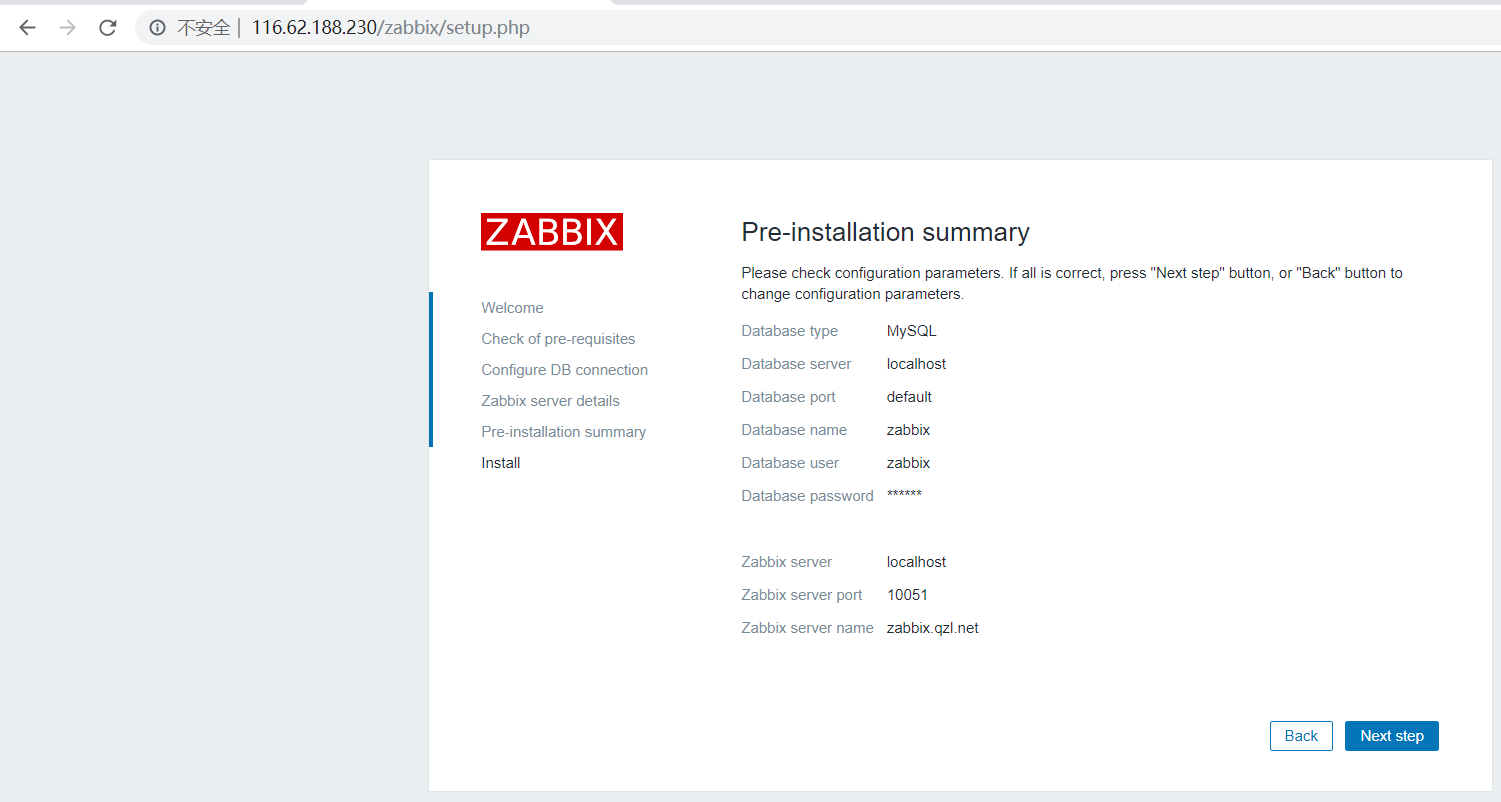 不安全 116.62.188.230/zabbix/setup.php
ZABBIX
Welcome
Check of pre-requisites
Configure DB connection
Zabbix server details
Pre-installation summary
Install
Pre-installation summary
Please check configuration parameters. If all is correct, press "Next step" button, or "Back" button to
change configuration parameters.
Database type MySQL
Database server localhost
Database port default
Database name zabbix
Database user zabbix
Database password ******
Zabbix server localhost
Zabbix server port 10051
Zabbix server name zabbix.qzl.net
Back Next step